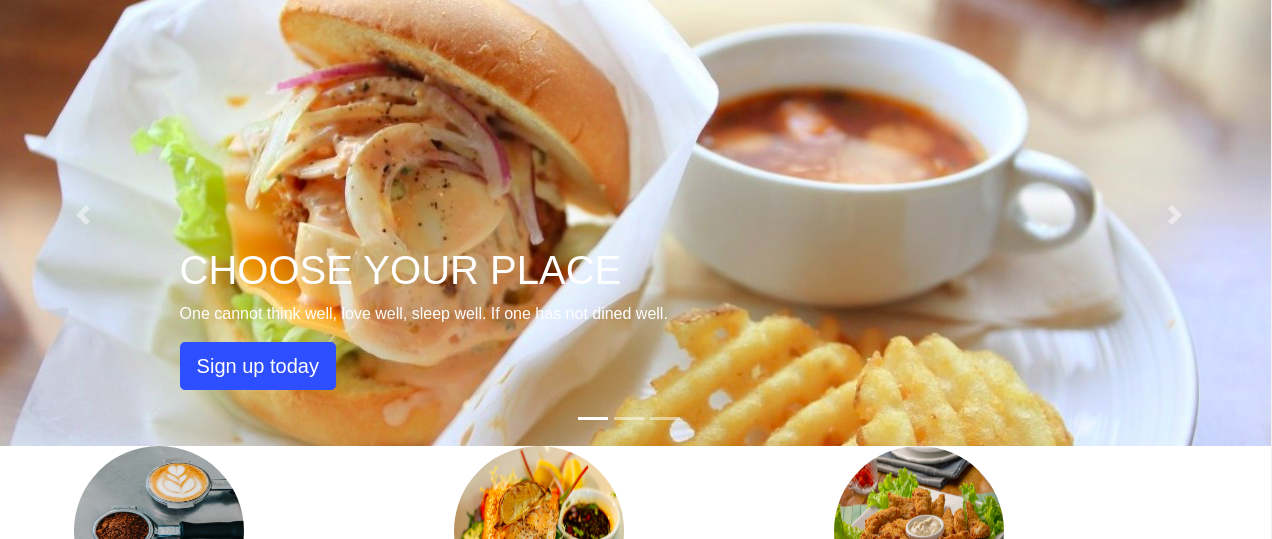 CHOOSE YOUR PLACE
One cannot think well, love well, sleep well. If one has not dined well.
Sign up today